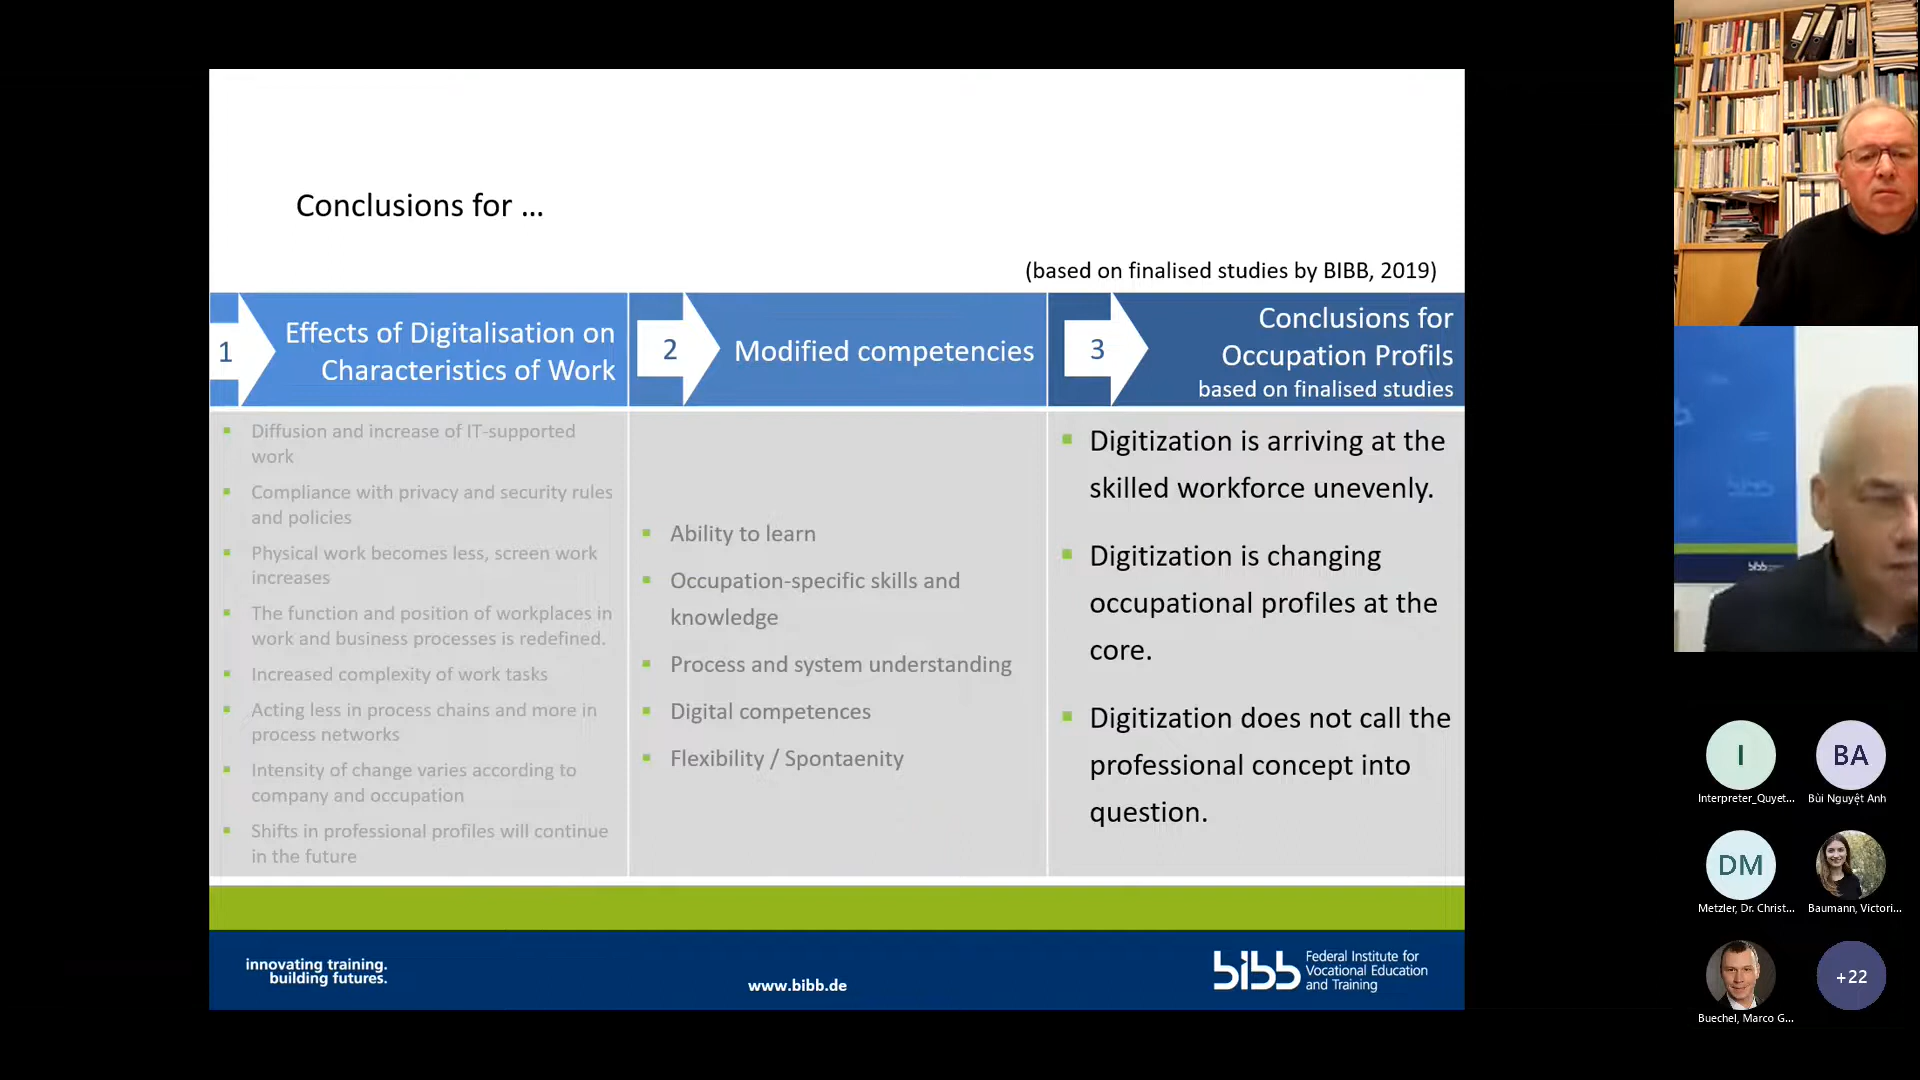 Conclusions for ...
(based on finalised studies by BIBB, 2019)
1
Effects of Digitalisation on
Characteristics of Work
2
Modified competencies
3
Conclusions for
Occupation Profils
based on finalised studies
Diffusion and increase of IT-supported
work
Compliance with privacy and security rules
and policies
Physical work becomes less, screen work
increases
The function and position of workplaces in
work and business processes is redefined.
Increased complexity of work tasks
Acting less in process chains and more in
process networks
Intensity of change varies according to
company and occupation
Shifts in professional profiles will continue
in the future
Ability to learn
Occupation-specific skills and
knowledge
Process and system understanding
Digital competences
Flexibility / Spontaenity
Digitization is arriving at the
skilled workforce unevenly.
Digitization is changing
occupational profiles at the
core.
Digitization does not call the
professional concept into
question.
innovating training.
building futures.
www.bibb.de
bibb
Federal Institute for
Vocational Education
and Training
bibb
I
Interpreter_Quyet...
BA
Bùi Nguyệt Anh
DM
Metzler, Dr. Christ...
Baumann, Victori...
Buechel, Marco G...
+22